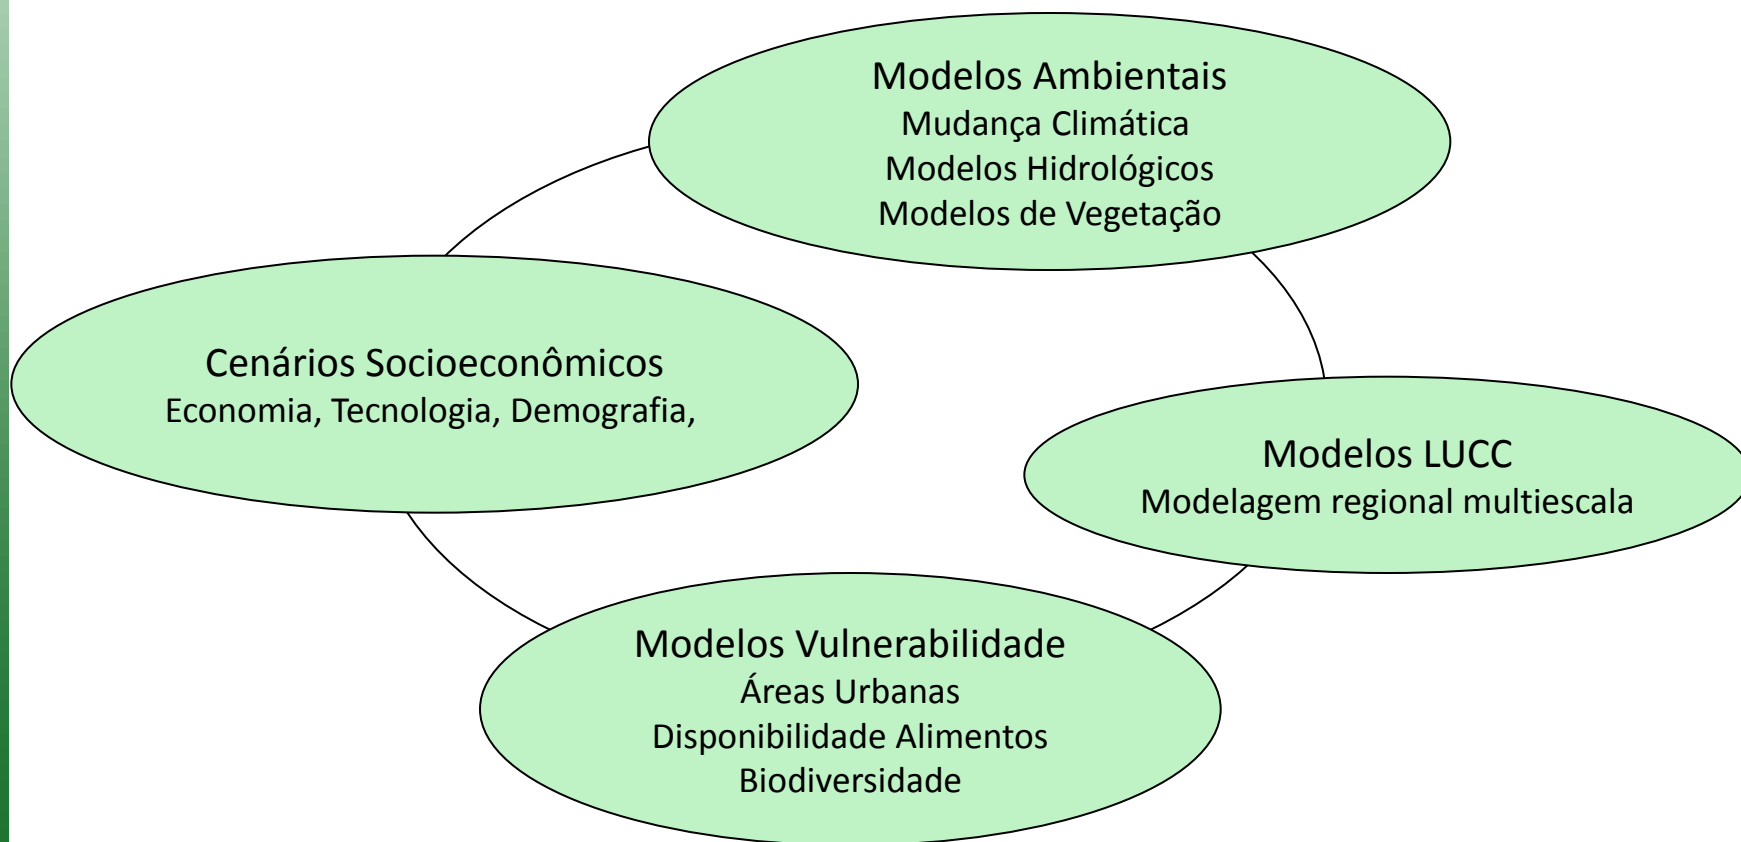 Modelos Ambientais
Mudança Climática
Modelos Hidrológicos
Modelos de Vegetação
Cenários Socioeconômicos
Economia, Tecnologia, Demografia,
Modelos LUCC
Modelagem regional multiescala
Modelos Vulnerabilidade
Áreas Urbanas
Disponibilidade Alimentos
Biodiversidade